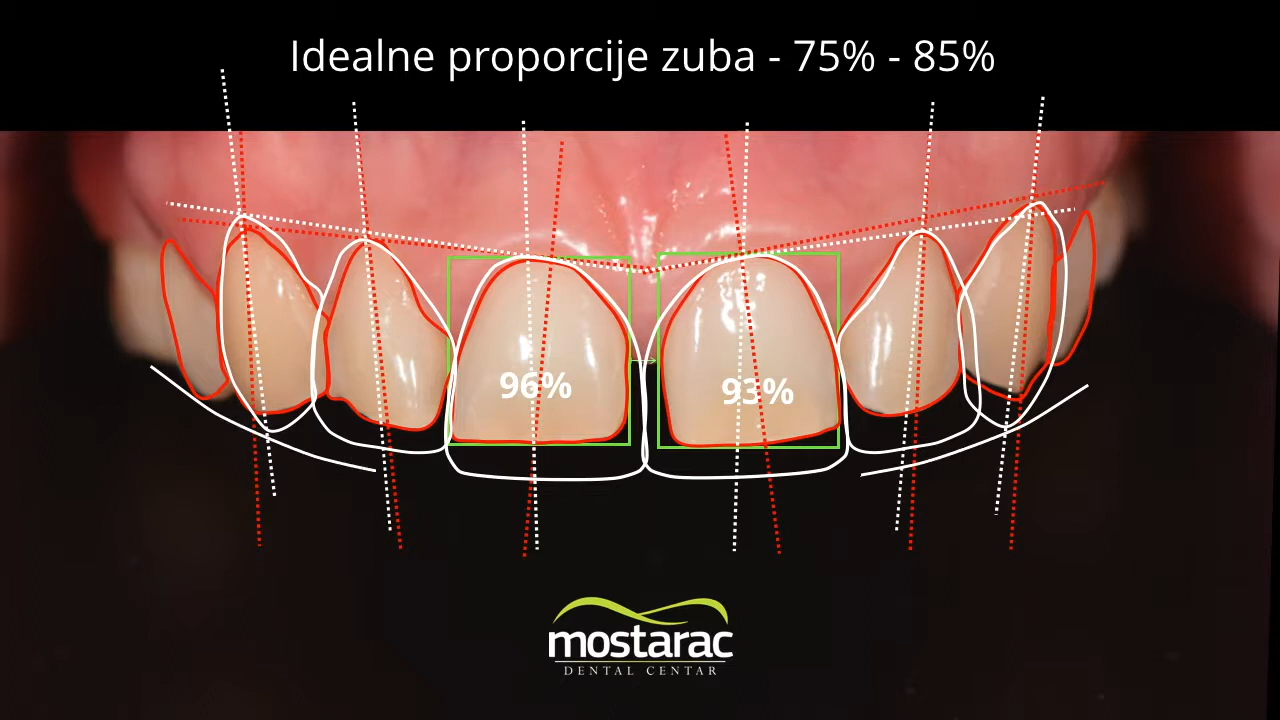 Idealne proporcije zuba - 75% - 85%
96%
93%
mostarac
DENTAL CENTAR